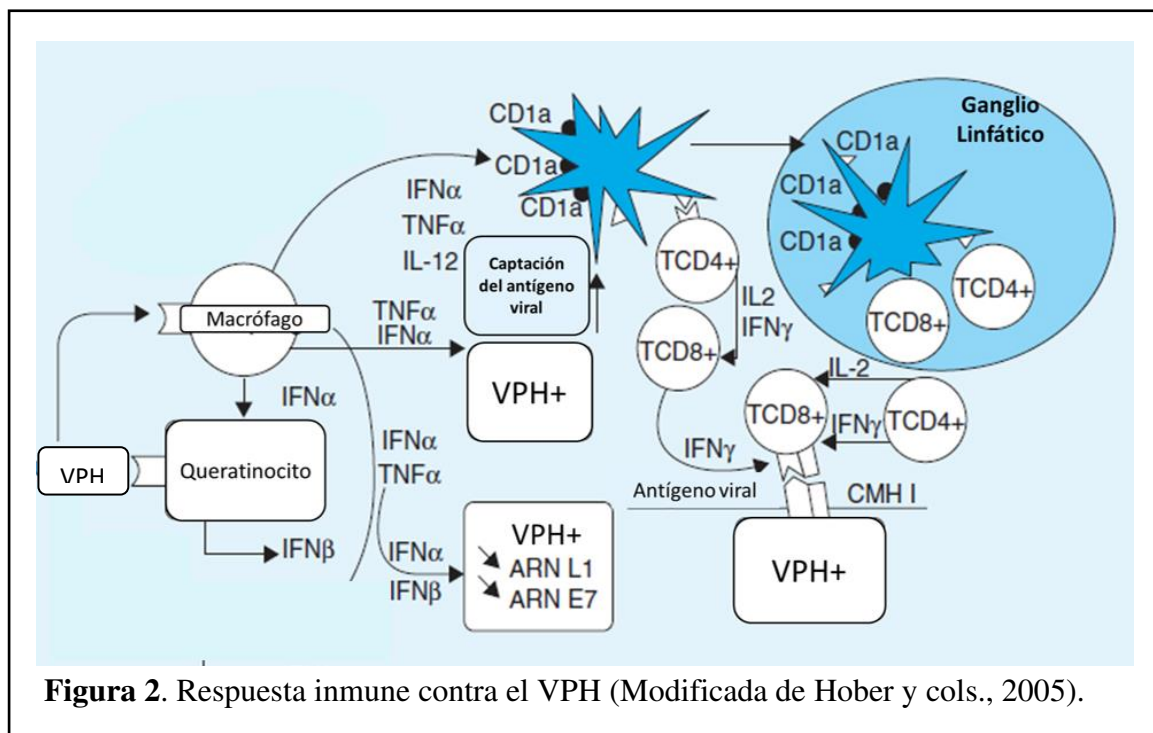 CD1a
CD1a
CD1a
Ganglio
Linfático
CD1a
CD1a
CD1a
IFNα
TNFα
IL-12
Captación
del antígeno
viral
TCD4+
IL2
IFNγ
TCD8+
TCD4+
TCD8+
Macrófago
TNFα
IFNα
VPH+
IFNα
IL-2
TCD8+
IFNγ
TCD4+
VPH
Queratinocito
IFNα
TNFα
IFNγ
Antígeno viral
CMH I
IFNβ
IFNα
IFNβ
VPH+
ARN L1
ARN E7
VPH+
Figura 2. Respuesta inmune contra el VPH (Modificada de Hober y cols., 2005).